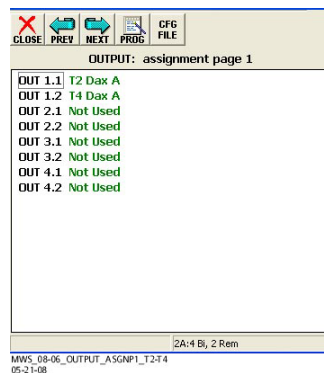 CLOSE PREV NEXT PROG CFG FILE
OUTPUT: assignment page 1
OUT 1.1 T2 Dax A
OUT 1.2 T4 Dax A
OUT 2.1 Not Used
OUT 2.2 Not Used
OUT 3.1 Not Used
OUT 3.2 Not Used
OUT 4.1 Not Used
OUT 4.2 Not Used
2A:4 Bi, 2 Rem
MWS_08-06_OUTPUT_ASGNP1_T2-T4
05-21-08